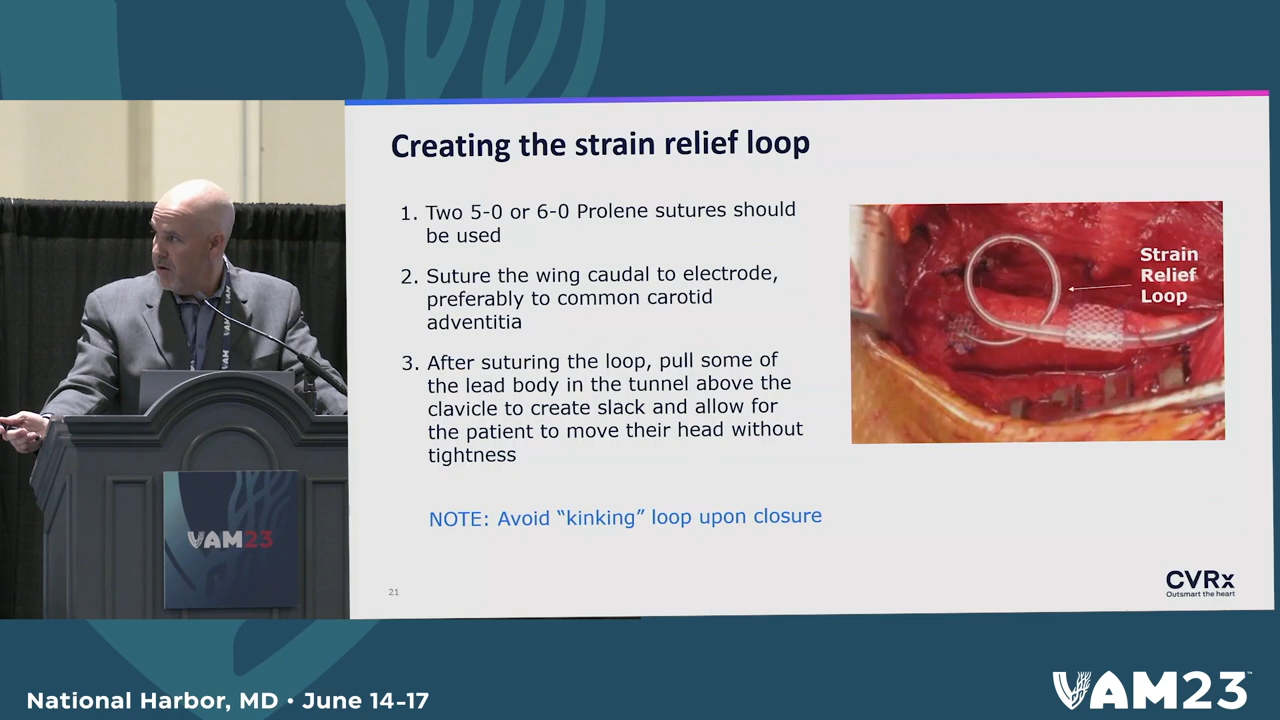 Creating the strain relief loop
1. Two 5-0 or 6-0 Prolene sutures should
be used
2. Suture the wing caudal to electrode,
preferably to common carotid
adventitia
3. After suturing the loop, pull some of
the lead body in the tunnel above the
clavicle to create slack and allow for
the patient to move their head without
tightness
NOTE: Avoid “kinking” loop upon closure
Strain
Relief
Loop
21
CVRx
Outsmart the heart
VAM
VAM
VAM
VAM23
National Harbor, MD • June 14-17
VAM23™